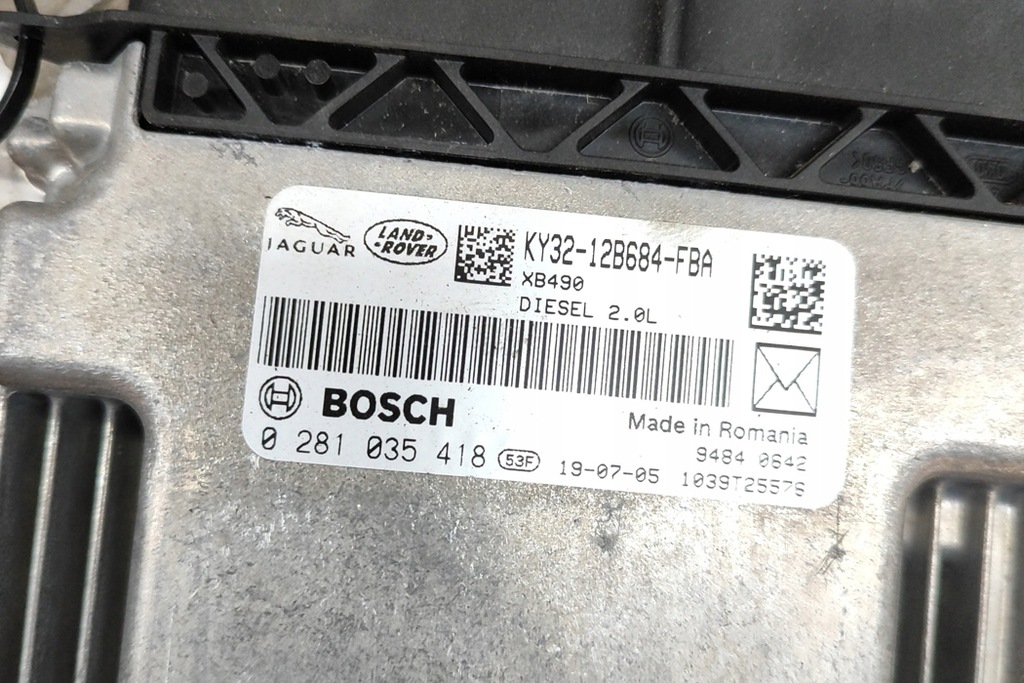 JAGUAR
LAND-
-ROVER
KY32-12B684-FBA
XB490
DIESEL 2.0L
BOSCH
Made in Romania
0 281 035 418 53F
9484 0642
19-07-05 1039T25576